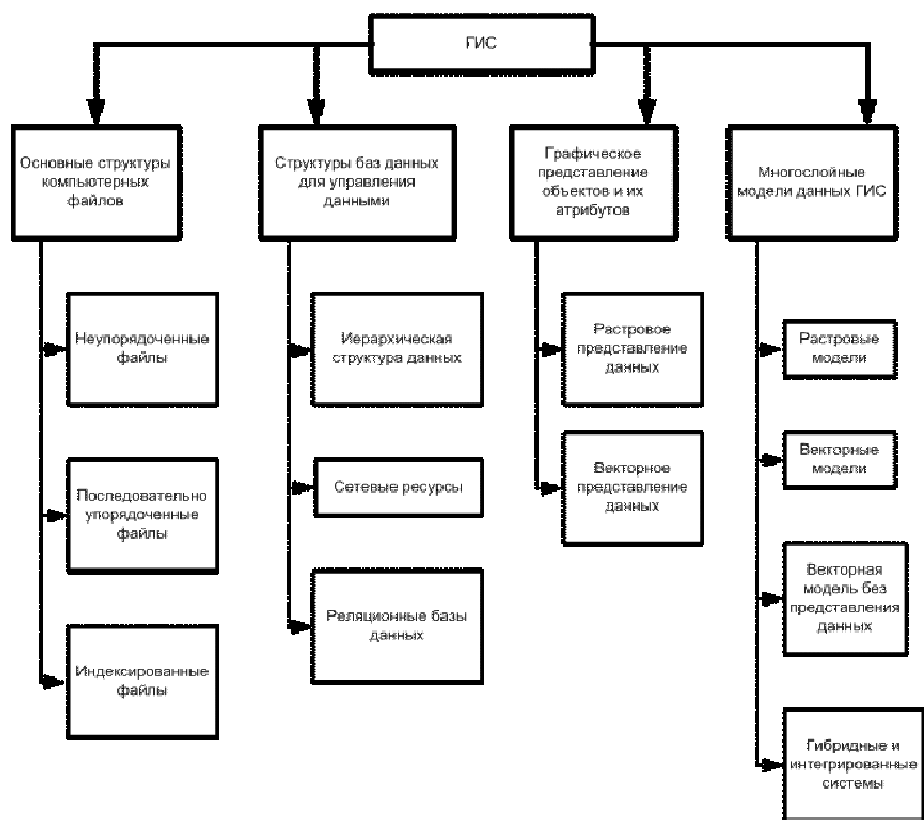 ГИС
Основные структуры
компьютерных
файлов
Структуры баз данных
для управления
данными
Графическое
представление
объектов и их
атрибутов
Многослойные
модели данных ГИС
Неупорядоченные
файлы
Последовательно
упорядоченные
файлы
Индексированные
файлы
Иерархическая
структура данных
Сетевые ресурсы
Реляционные базы
данных
Растровое
представление
данных
Векторное
представление
данных
Растровые
модели
Векторные
модели
Векторная
модель без
представления
данных
Гибридные и
интегрированные
системы